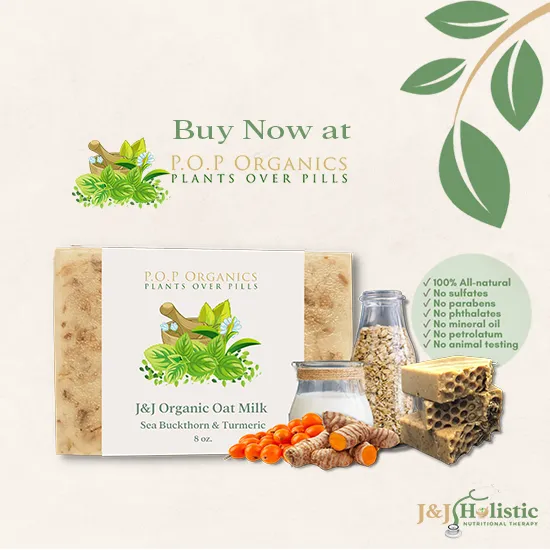 Buy Now at
P.O.P ORGANICS
PLANTS OVER PILLS
P.O.P ORGANICS
PLANTS OVER PILLS
J&J Organic Oat Milk
Sea Buckthorn & Turmeric
8 oz.
✓ 100% All-natural
✓ No sulfates
✓ No parabens
✓ No phthalates
✓ No mineral oil
✓ No petrolatum
✓ No animal testing
J&J Holistic
NUTRITIONAL THERAPY